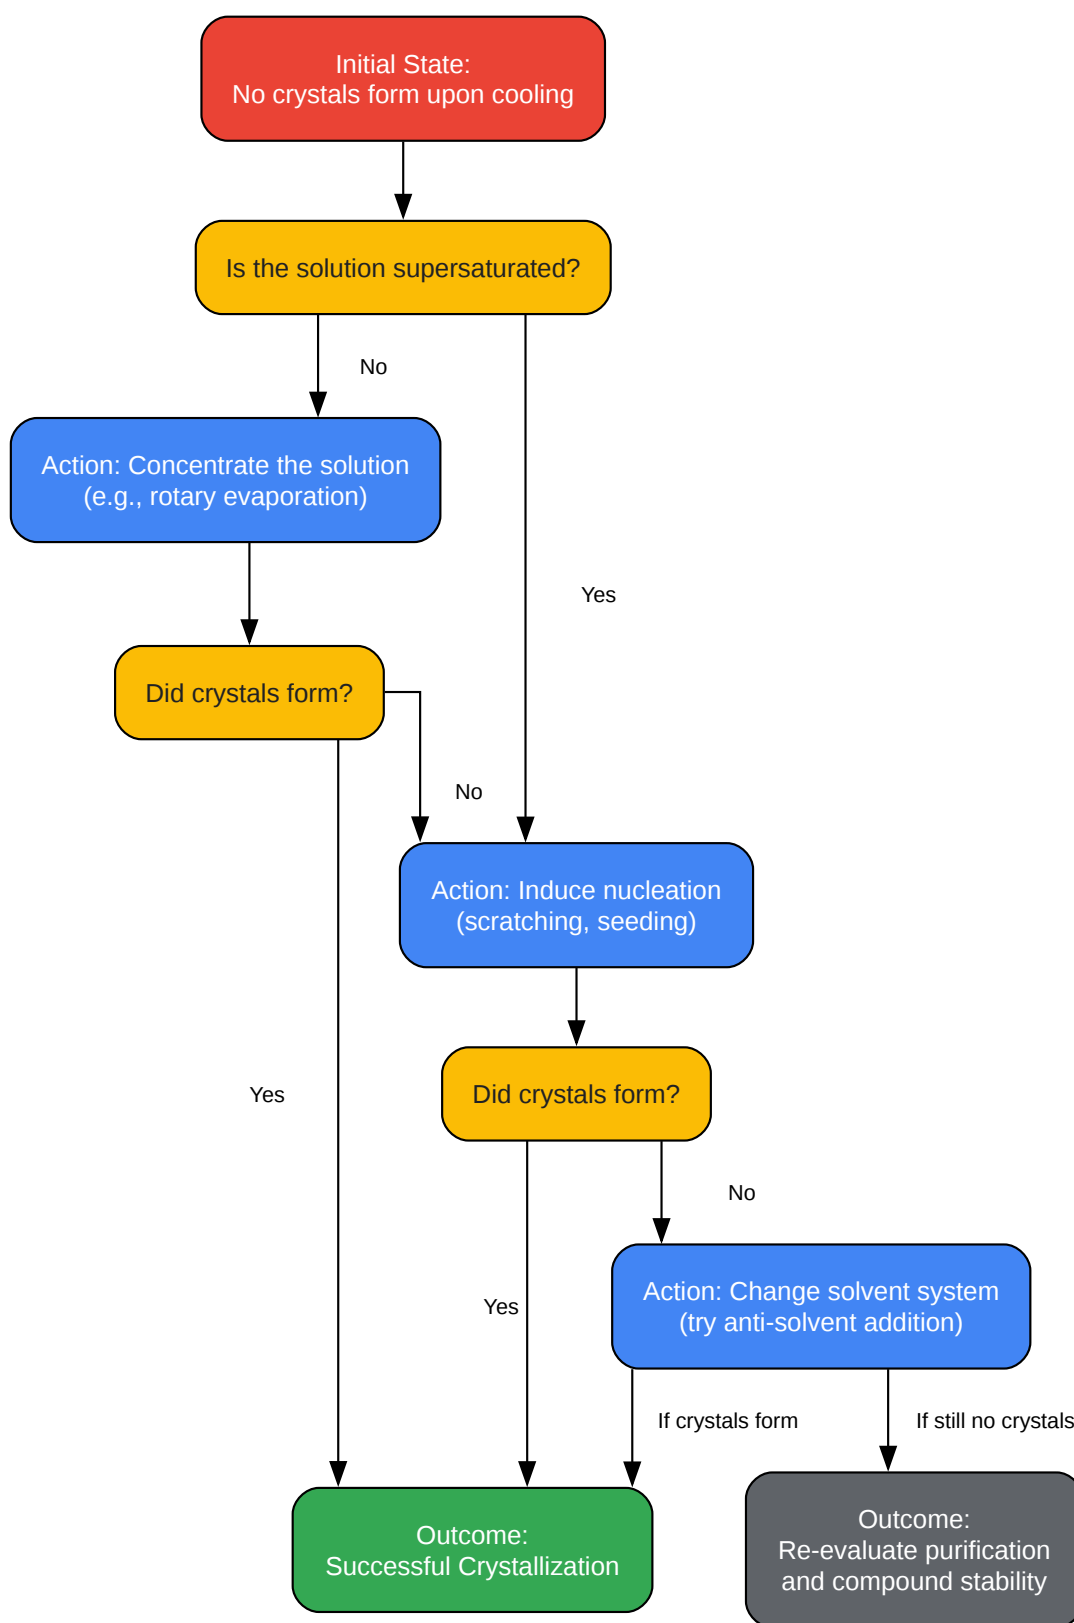 Initial State:
No crystals form upon cooling
Is the solution supersaturated?
No
Action: Concentrate the solution
(e.g., rotary evaporation)
Yes
Did crystals form?
No
Action: Induce nucleation
(scratching, seeding)
Yes
Did crystals form?
No
Action: Change solvent system
(try anti-solvent addition)
Yes
If crystals form
If still no crystals
Outcome:
Successful Crystallization
Outcome:
Re-evaluate purification
and compound stability